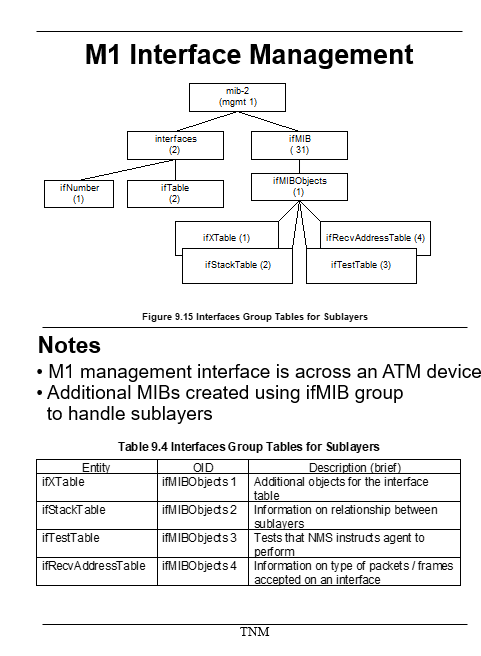 M1 Interface Management
mib-2
(mgmt 1)
interfaces
(2)
ifMIB
( 31)
ifNumber
(1)
ifTable
(2)
ifMIBObjects
(1)
ifXTable (1)
ifRecvAddressTable (4)
ifStackTable (2)
ifTestTable (3)
Figure 9.15 Interfaces Group Tables for Sublayers
Notes
• M1 management interface is across an ATM device
• Additional MIBs created using ifMIB group
to handle sublayers
Table 9.4 Interfaces Group Tables for Sublayers
Entity OID Description (brief)
ifXTable ifMIBObjects 1 Additional objects for the interface
table
ifStackTable ifMIBObjects 2 Information on relationship between
sublayers
ifTestTable ifMIBObjects 3 Tests that NMS instructs agent to
perform
ifRecvAddressTable ifMIBObjects 4 Information on type of packets / frames
accepted on an interface
TNM